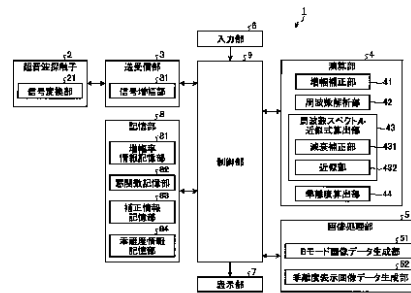 1
6
入力部
2
超音波探触子
21
信号変換部
3
送受信部
31
信号増幅部
9
制御部
4
演算部
増幅補正部
41
周波数解析部
42
周波数スペクトル
近似式算出部
43
減衰補正部
431
近似部
432
乖離度算出部
44
8
記憶部
81
増幅率
情報記憶部
82
窓関数記憶部
83
補正情報
記憶部
84
乖離度情報
記憶部
5
画像処理部
51
Bモード画像データ生成部
52
乖離度表示画像データ生成部
7
表示部